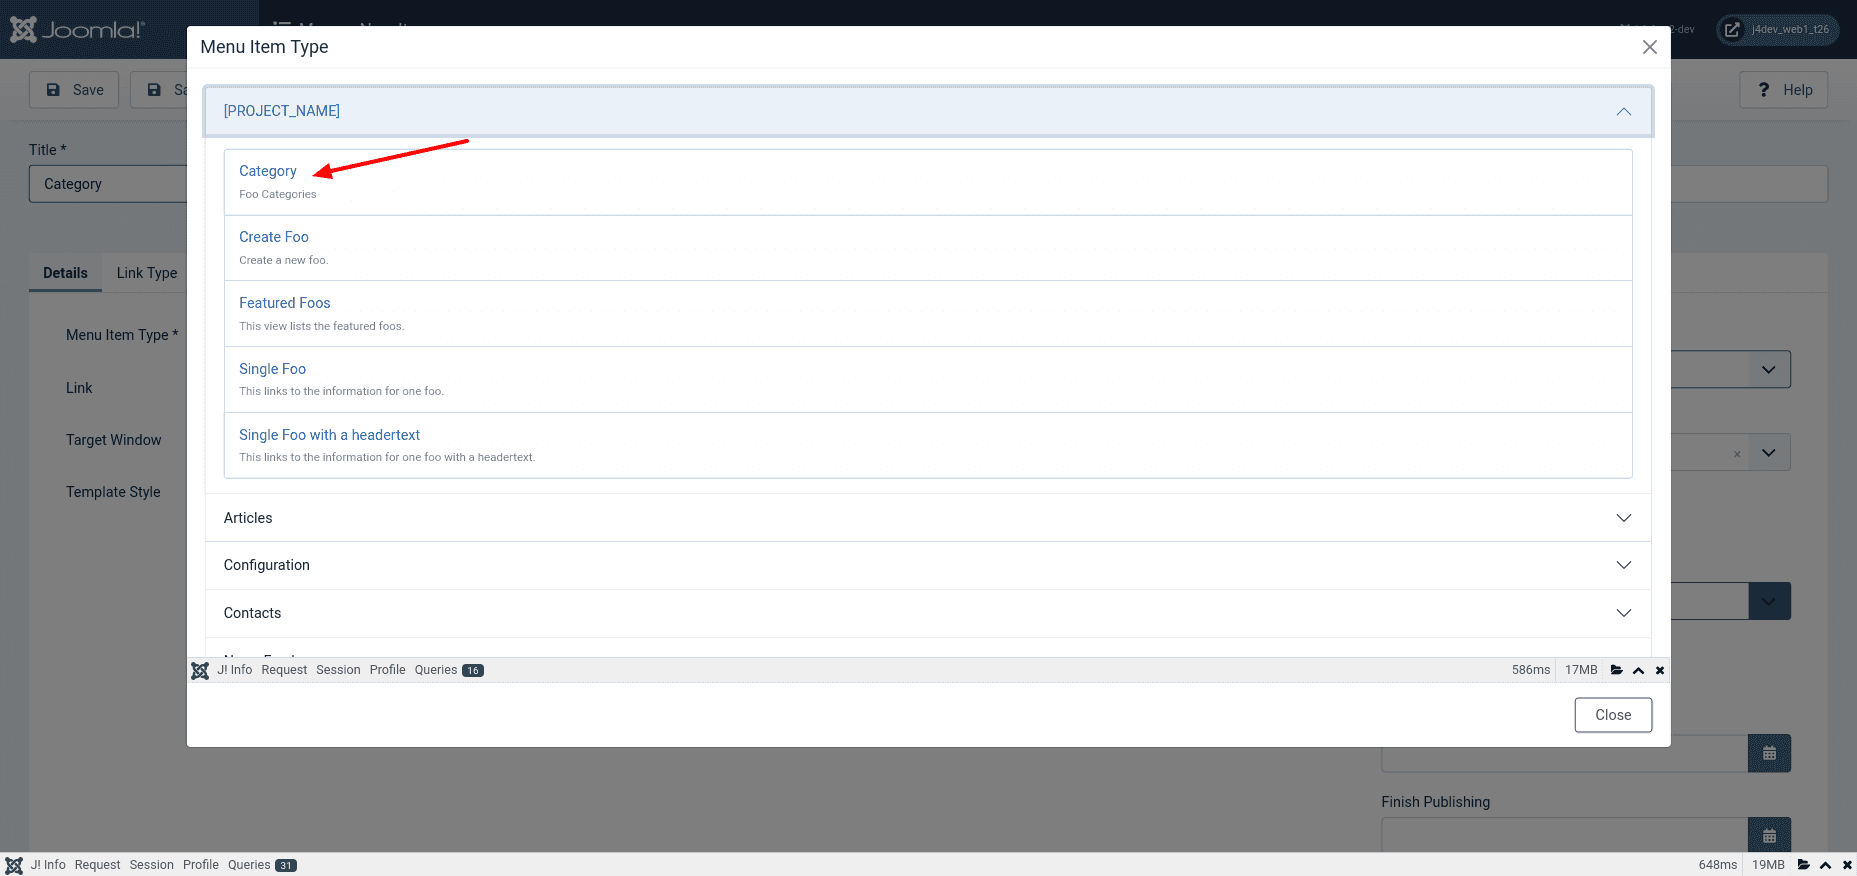 Joomla!
Menu Item Type
2-dev
j4dev_web1_t26
Save
Sa
Help
[PROJECT_NAME]
Title *
Category
Category
Foo Categories
Create Foo
Create a new foo.
Details
Link Type
Featured Foos
This view lists the featured foos.
Menu Item Type *
Single Foo
This links to the information for one foo.
Link
Target Window
Single Foo with a headertext
This links to the information for one foo with a headertext.
Template Style
Articles
Configuration
Contacts
J! Info Request Session Profile Queries 16
586ms 17MB
Close
Finish Publishing
J! Info Request Session Profile Queries 31
648ms 19MB